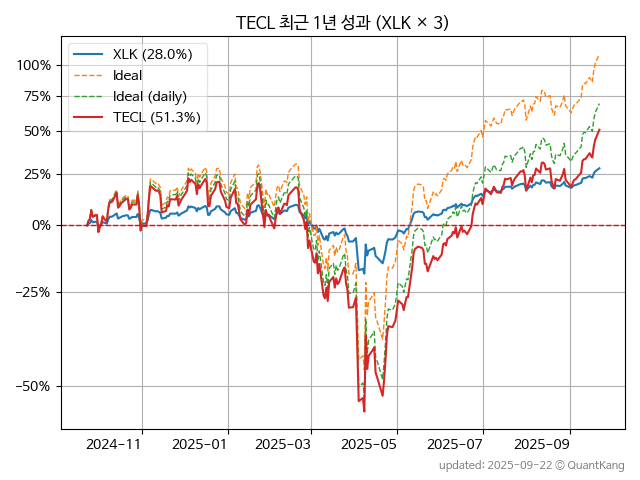 TECL 최근 1년 성과 (XLK × 3)
XLK (28.0%)
Ideal
Ideal (daily)
TECL (51.3%)
100%
75%
50%
25%
0%
−25%
−50%
2024-11
2025-01
2025-03
2025-05
2025-07
2025-09
updated: 2025-09-22 © QuantKang